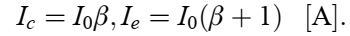 I_c = I_0β, I_e = I_0(β + 1) [A].